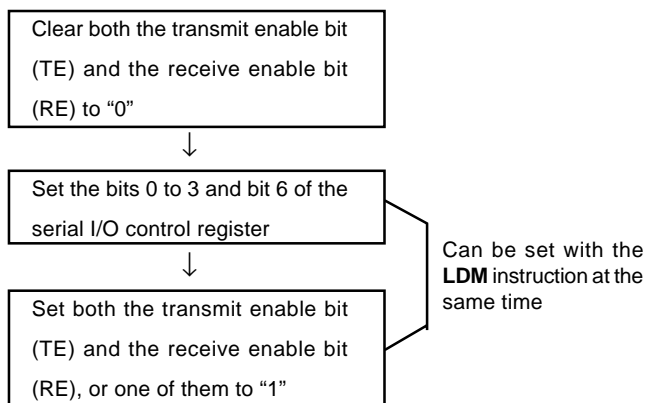 Clear both the transmit enable bit
(TE) and the receive enable bit
(RE) to “0”
↓
Set the bits 0 to 3 and bit 6 of the
serial I/O control register
↓
Set both the transmit enable bit
(TE) and the receive enable bit
(RE), or one of them to “1”
Can be set with the
LDM instruction at the
same time